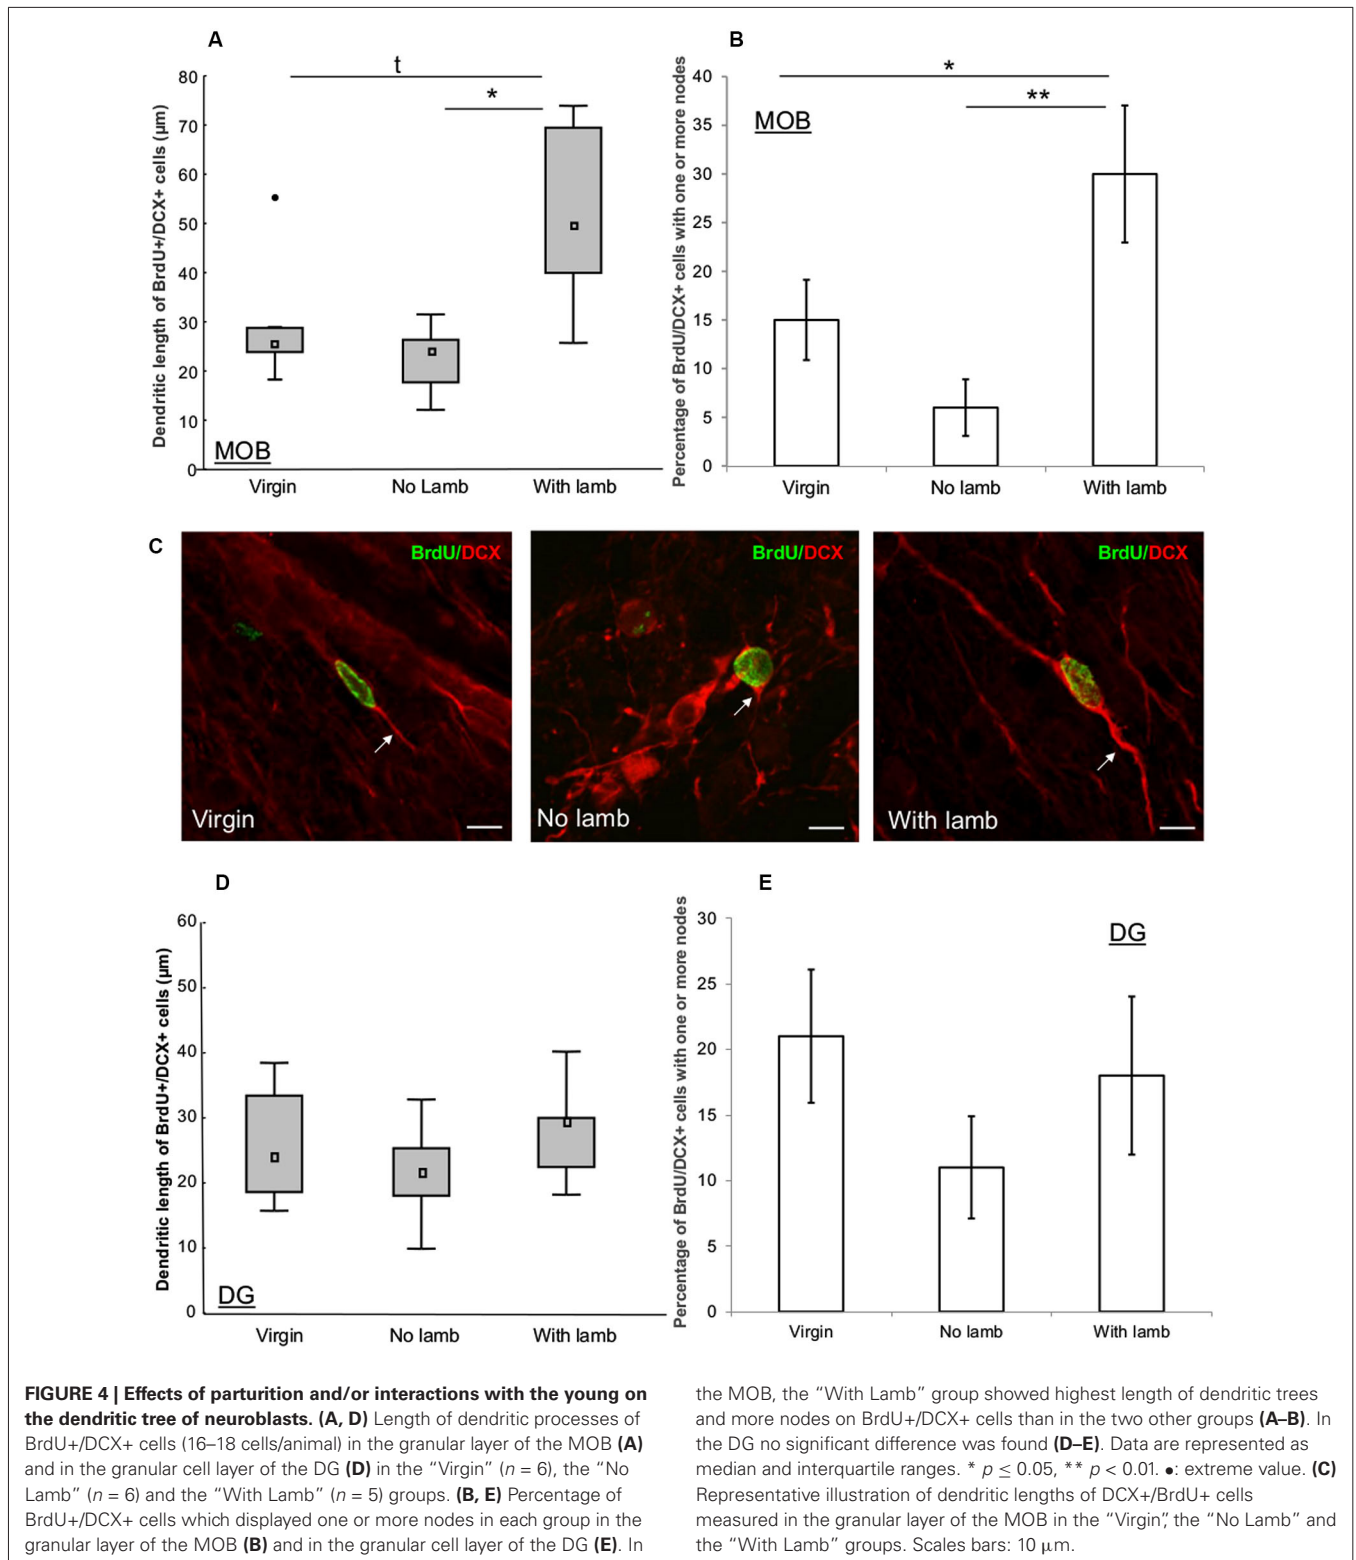 A
B
t
*
80
70
60
50
40
30
20
10
0
Dendritic length of BrdU+/DCX+ cells (µm)
MOB
Virgin
No Lamb
With lamb
*
**
MOB
40
35
30
25
20
15
10
5
0
Percentage of BrdU/DCX+ cells with one or more nodes
Virgin
No lamb
With lamb
C
BrdU/DCX
Virgin
BrdU/DCX
No lamb
BrdU/DCX
With lamb
D
E
60
50
40
30
20
10
0
Dendritic length of BrdU+/DCX+ cells (µm)
DG
Virgin
No lamb
With lamb
30
25
20
15
10
5
0
Percentage of BrdU/DCX+ cells with one or more nodes
DG
Virgin
No lamb
With lamb
FIGURE 4 | Effects of parturition and/or interactions with the young on
the dendritic tree of neuroblasts. (A, D) Length of dendritic processes of
BrdU+/DCX+ cells (16–18 cells/animal) in the granular layer of the MOB (A)
and in the granular cell layer of the DG (D) in the “Virgin” (n = 6), the “No
Lamb” (n = 6) and the “With Lamb” (n = 5) groups. (B, E) Percentage of
BrdU+/DCX+ cells which displayed one or more nodes in each group in the
granular layer of the MOB (B) and in the granular cell layer of the DG (E). In
the MOB, the “With Lamb” group showed highest length of dendritic trees
and more nodes on BrdU+/DCX+ cells than in the two other groups (A–B). In
the DG no significant difference was found (D–E). Data are represented as
median and interquartile ranges. * p ≤ 0.05, ** p < 0.01. •: extreme value. (C)
Representative illustration of dendritic lengths of DCX+/BrdU+ cells
measured in the granular layer of the MOB in the “Virgin”, the “No Lamb” and
the “With Lamb” groups. Scales bars: 10 µm.